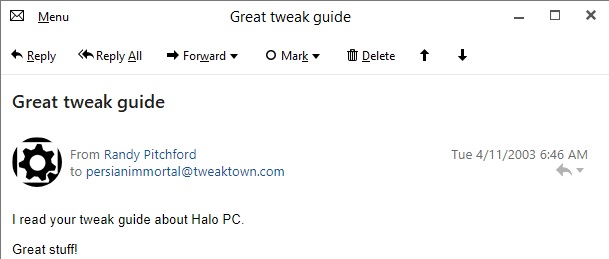 Menu
Great tweak guide
Reply
Reply All
Forward
Mark
Delete
Great tweak guide
From Randy Pitchford
Tue 4/11/2003 6:46 AM
to persianimmortal@tweaktown.com
I read your tweak guide about Halo PC.
Great stuff!